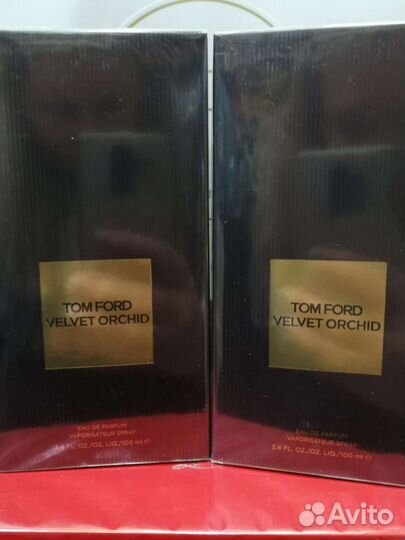 TOM FORD
VELVET ORCHID
EAU DE PARFUM
VAPORISATEUR SPRAY
3.4 FL. OZ./OZ. LIQ./100 ml ℮
TOM FORD
VELVET ORCHID
EAU DE PARFUM
VAPORISATEUR SPRAY
3.4 FL. OZ./OZ. LIQ./100 ml ℮
Avito